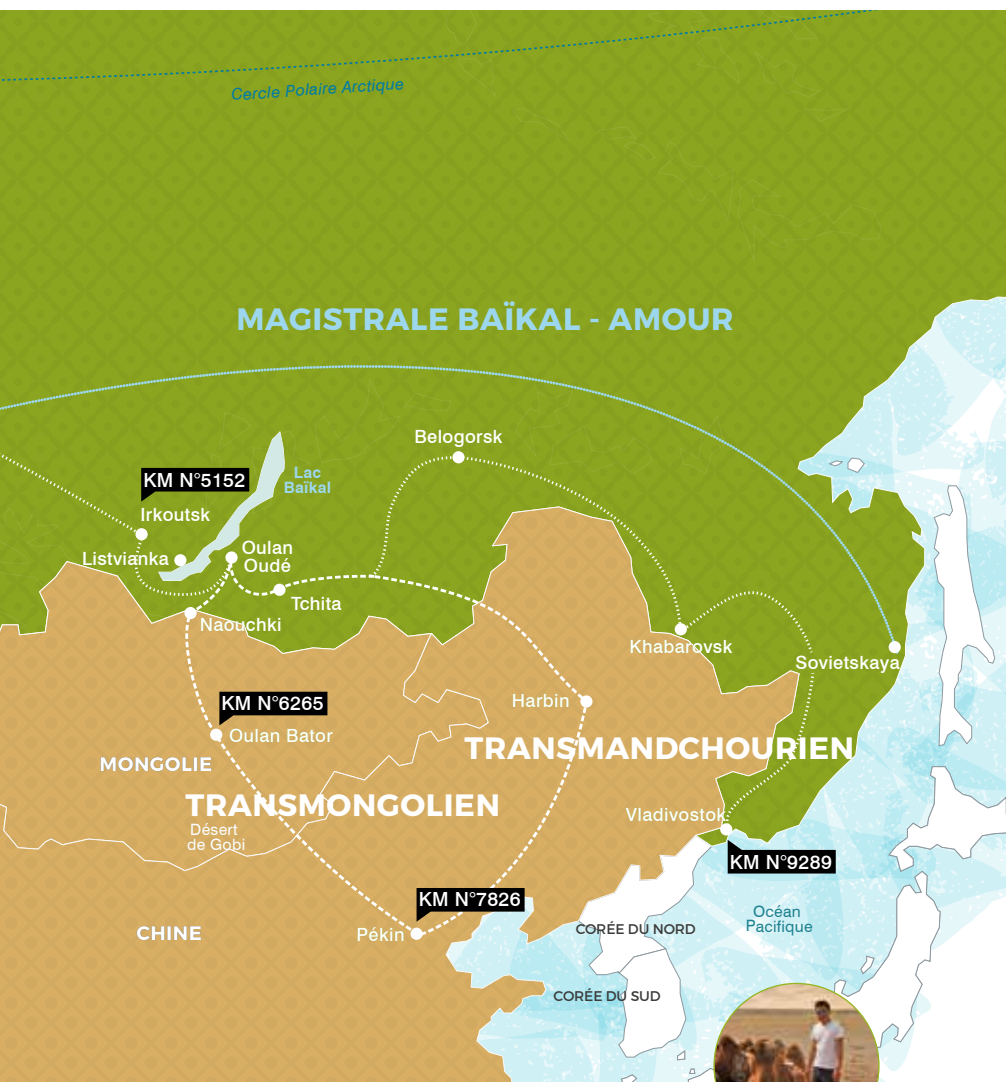 Cercle Polaire Arctique
MAGISTRALE BAÏKAL - AMOUR
Belogorsk
Lac
Baïkal
KM N°5152
Irkoutsk
Listvianka
Oulan
Oudé
Tchita
Naouchki
Khabarovsk
Sovietskaya
KM N°6265
Oulan Bator
Harbin
MONGOLIE
TRANSMANDCHOURIEN
TRANSMONGOLIEN
Désert
de Gobi
Vladivostok
KM N°9289
KM N°7826
Pékin
CHINE
Océan
Pacifique
CORÉE DU NORD
CORÉE DU SUD